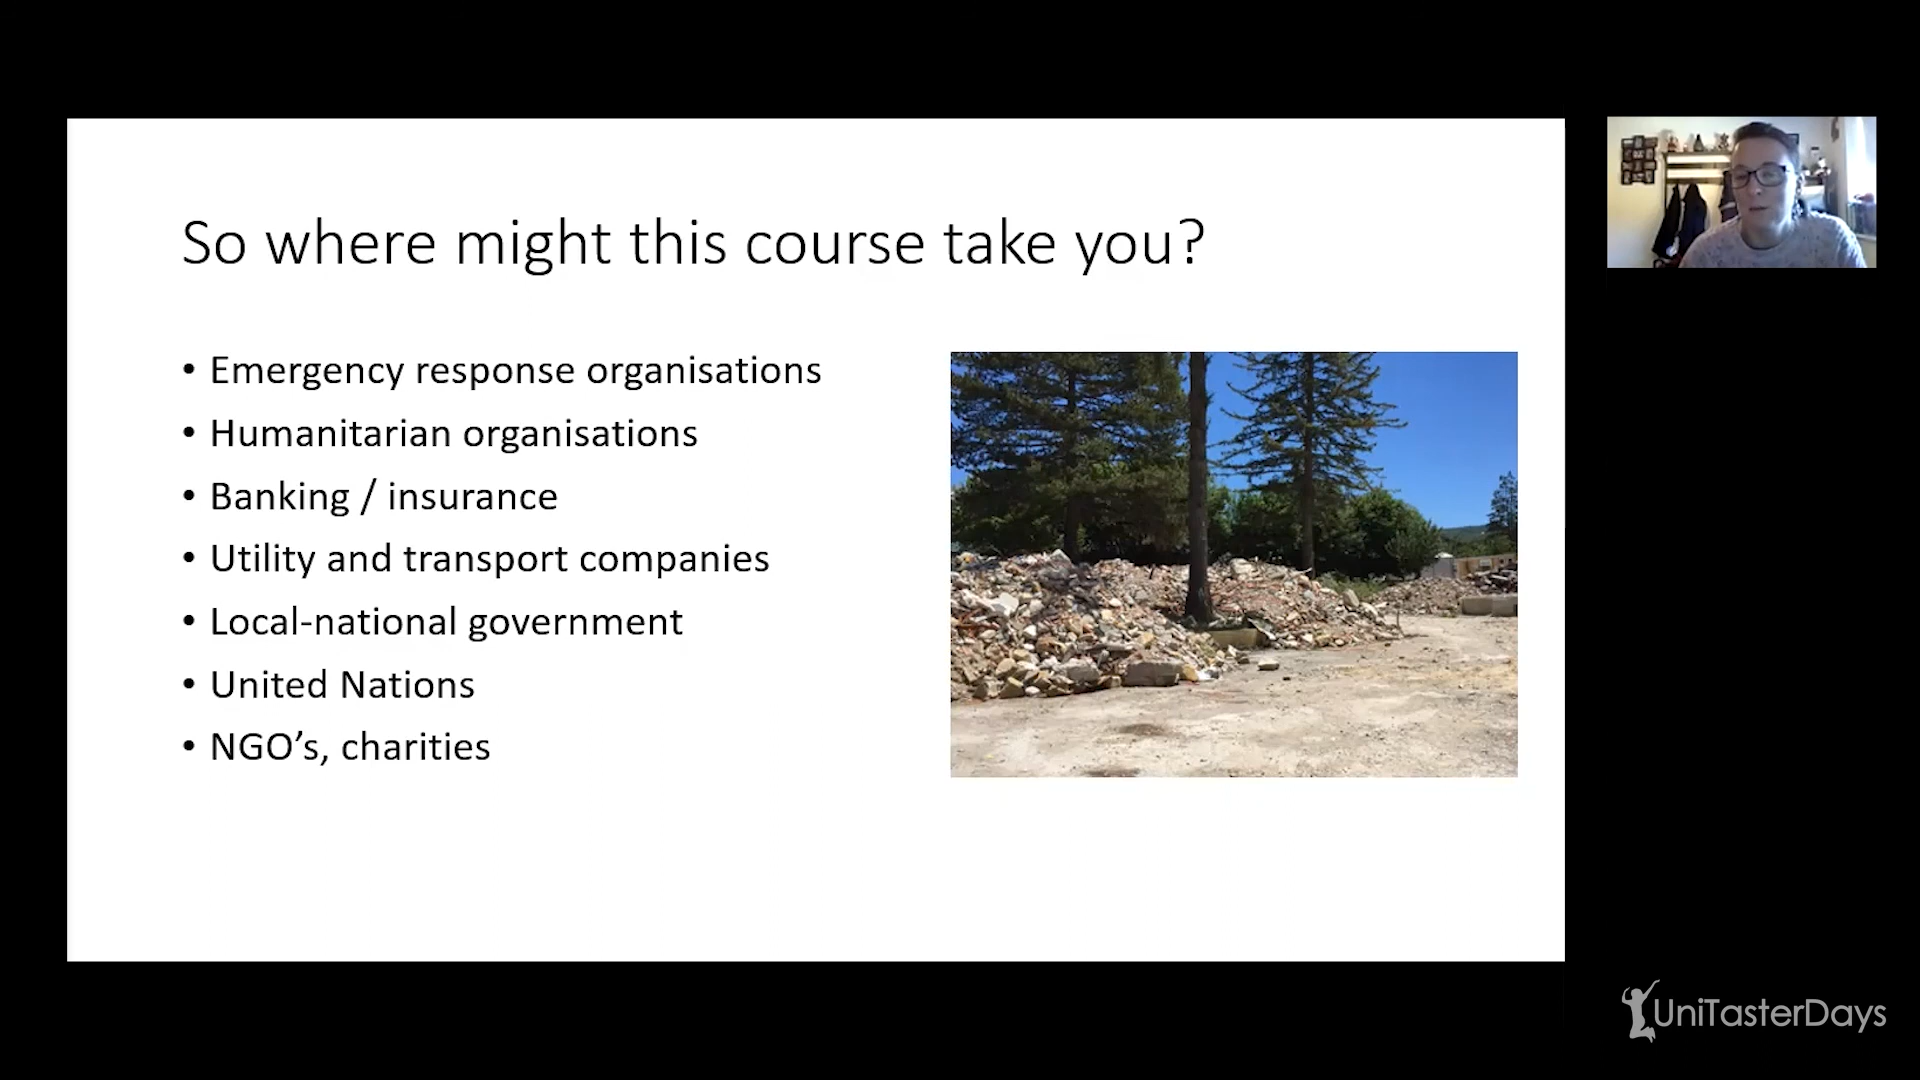 So where might this course take you?
• Emergency response organisations
• Humanitarian organisations
• Banking / insurance
• Utility and transport companies
• Local-national government
• United Nations
• NGO’s, charities
UniTasterDays